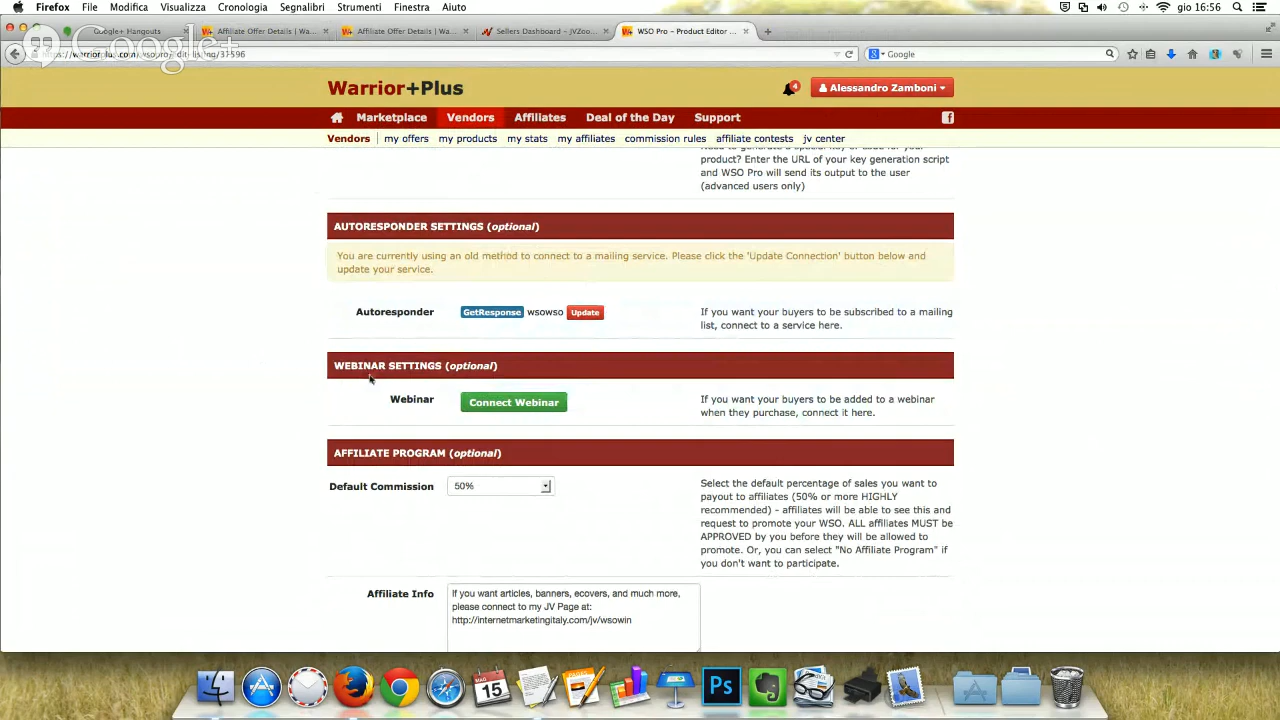 Firefox File Modifica Visualizza Cronologia Segnalibri Strumenti Finestra Aiuto gio 16:56
Google+ Hangouts Affiliate Offer Details | Wa... Affiliate Offer Details | Wa... Sellers Dashboard - JVZoo... WSO Pro - Product Editor ...
Google+
Google
Warrior+Plus 4 Alessandro Zamboni
Marketplace Vendors Affiliates Deal of the Day Support
Vendors my offers my products my stats my affiliates commission rules affiliate contests jv center
product? Enter the URL of your key generation script
and WSO Pro will send its output to the user
(advanced users only)
AUTORESPONDER SETTINGS (optional)
You are currently using an old method to connect to a mailing service. Please click the 'Update Connection' button below and
update your service.
Autoresponder GetResponse wsowso Update If you want your buyers to be subscribed to a mailing
list, connect to a service here.
WEBINAR SETTINGS (optional)
Webinar Connect Webinar If you want your buyers to be added to a webinar
when they purchase, connect it here.
AFFILIATE PROGRAM (optional)
Default Commission 50% Select the default percentage of sales you want to
payout to affiliates (50% or more HIGHLY
recommended) - affiliates will be able to see this and
request to promote your WSO. ALL affiliates MUST be
APPROVED by you before they will be allowed to
promote. Or, you can select "No Affiliate Program" if
you don't want to participate.
Affiliate Info If you want articles, banners, ecovers, and much more,
please connect to my JV Page at:
http://internetmarketingitaly.com/jv/wsowin
MAG
15
Ps